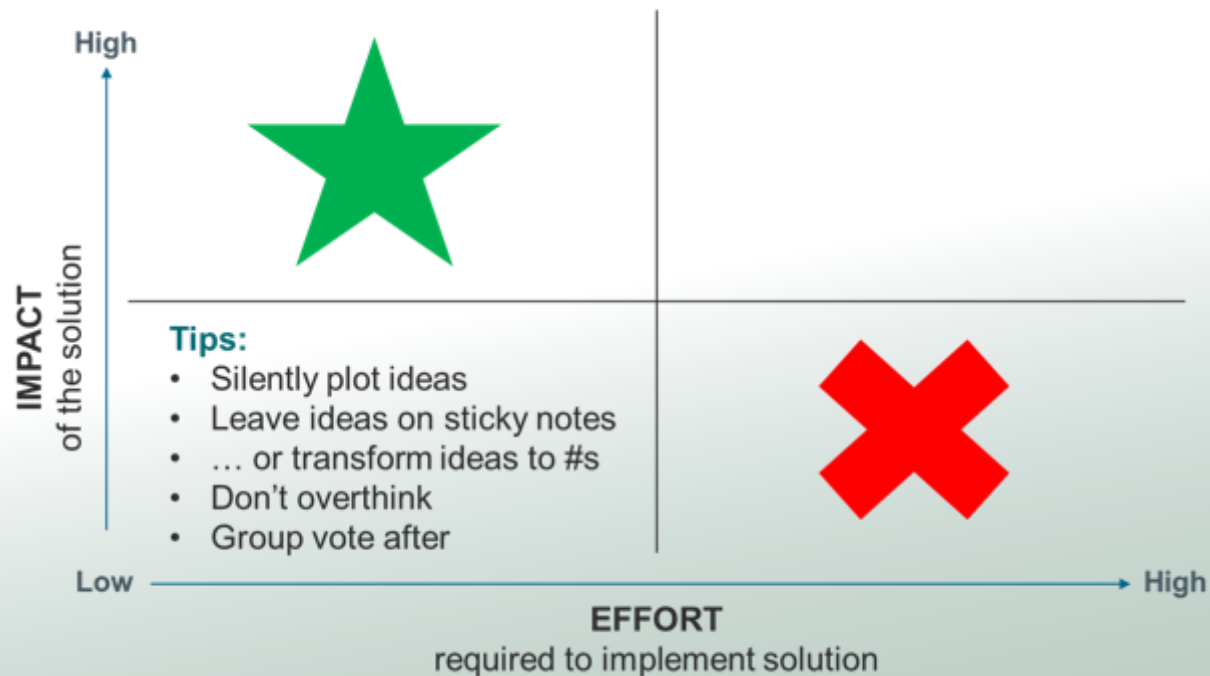 High
IMPACT
of the solution
Tips:
• Silently plot ideas
• Leave ideas on sticky notes
• … or transform ideas to #s
• Don’t overthink
• Group vote after
Low
High
EFFORT
required to implement solution